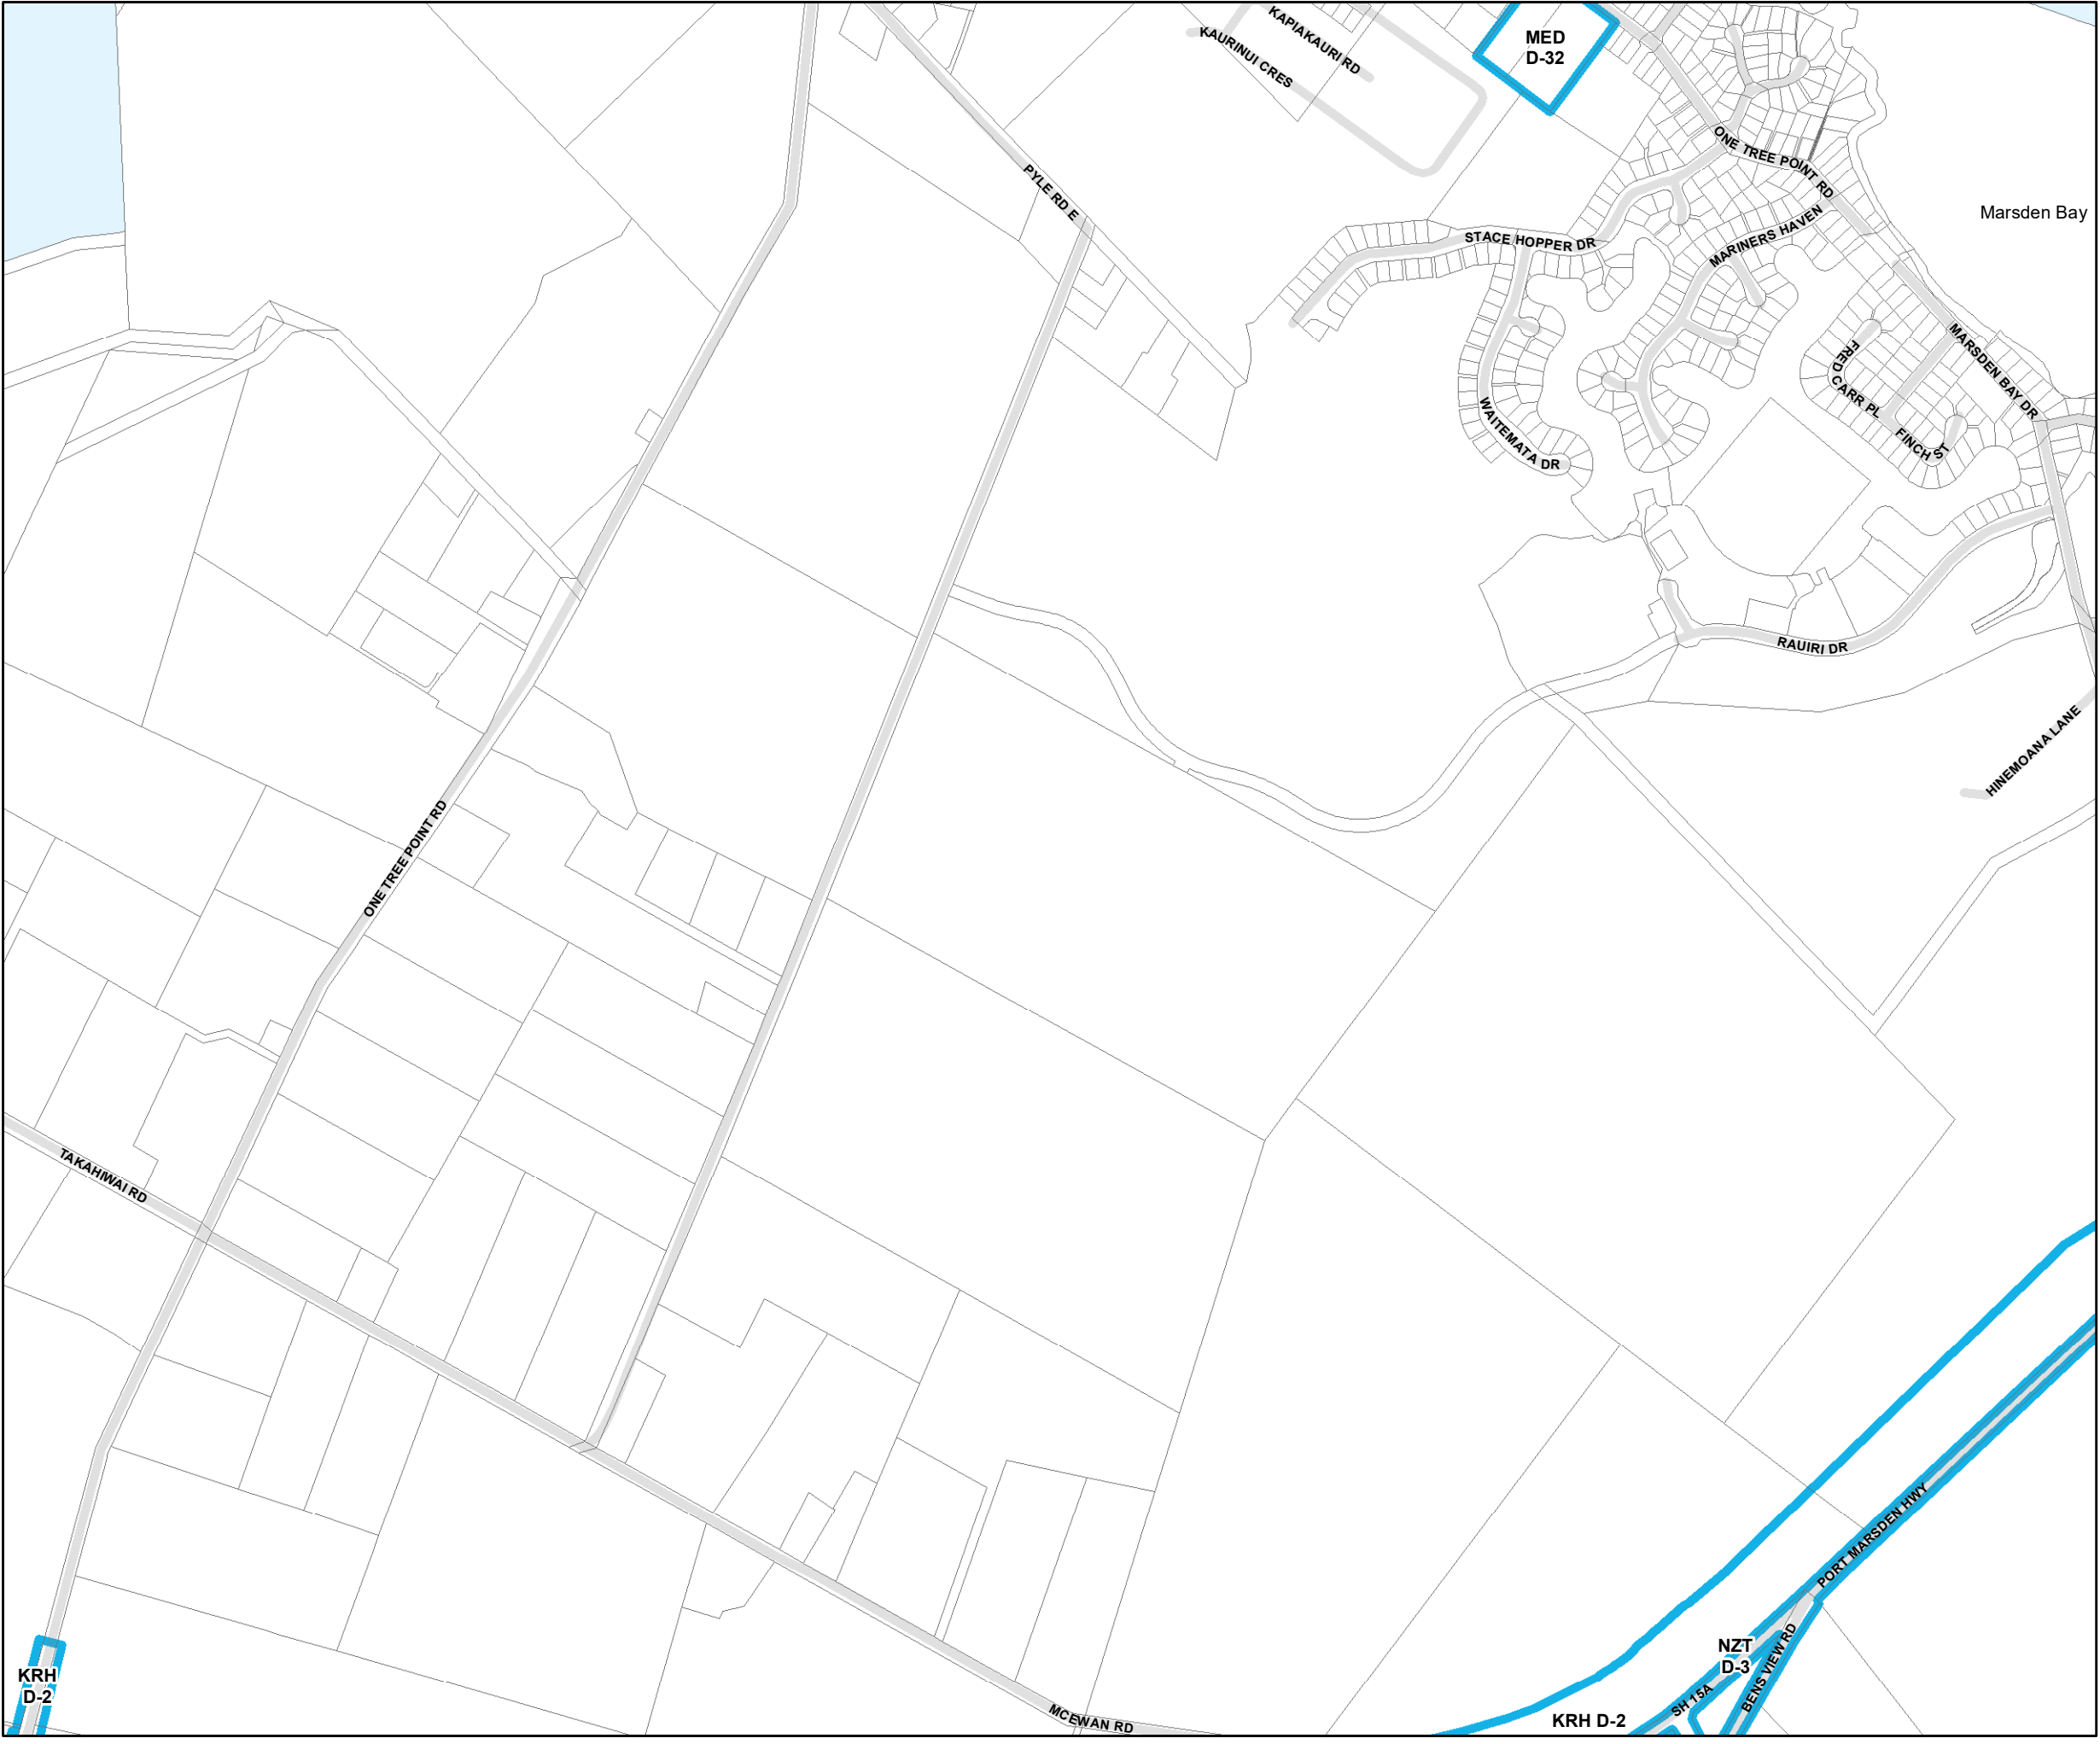 KAPIAKAURI RD
KAURINUI CRES
MED
D-32
ONE TREE POINT RD
PYLE RD E
Marsden Bay
STACE HOPPER DR
MARINERS HAVEN
MARSDEN BAY DR
FRED CARR PL
WAITEMATA DR
FINCH ST
RAUIRI DR
HINEMOANA LANE
ONE TREE POINT RD
TAKAHIWAI RD
PORT MARSDEN HWY
NZT
D-3
BENS VIEW RD
SH 15A
KRH
D-2
MCEWAN RD
KRH D-2